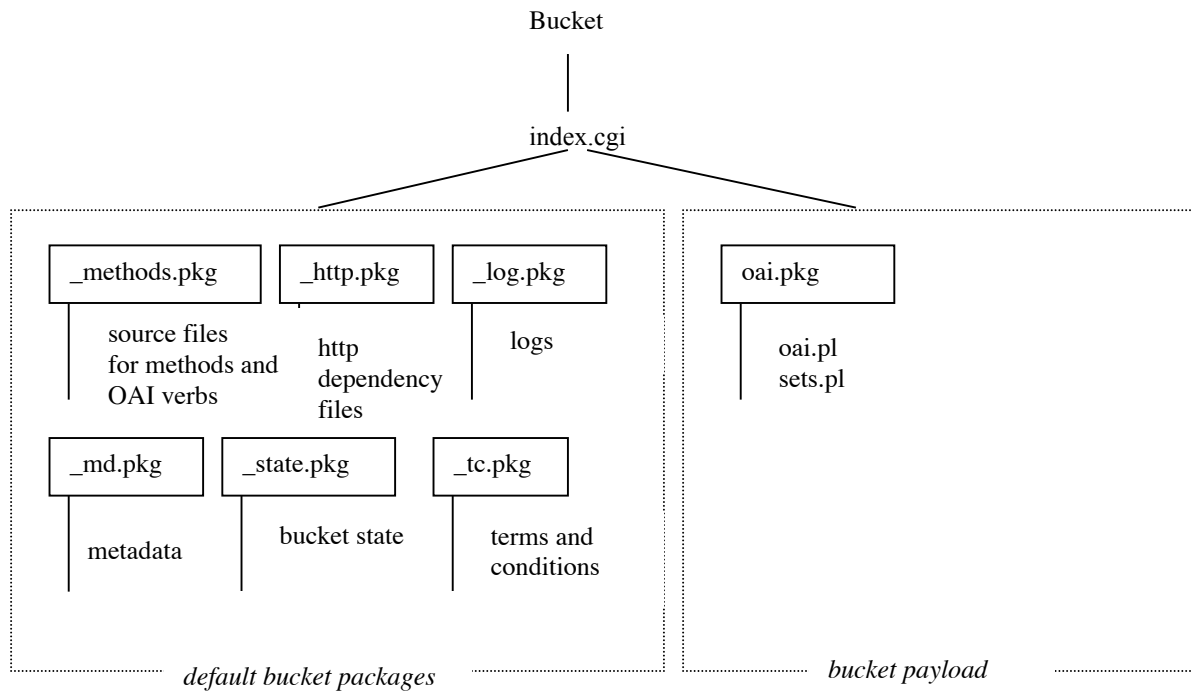 Bucket
index.cgi
_methods.pkg
source files
for methods and
OAI verbs
_http.pkg
http
dependency
files
_log.pkg
logs
_md.pkg
metadata
_state.pkg
bucket state
_tc.pkg
terms and
conditions
default bucket packages
oai.pkg
oai.pl
sets.pl
bucket payload